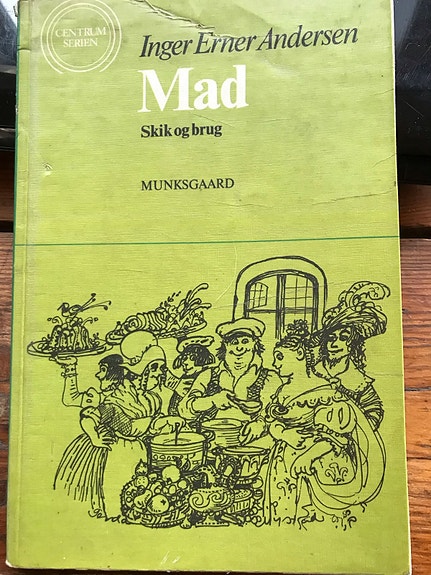 CENTRUM
SERIEN
Inger Erner Andersen
Mad
Skik og brug
MUNKSGAARD